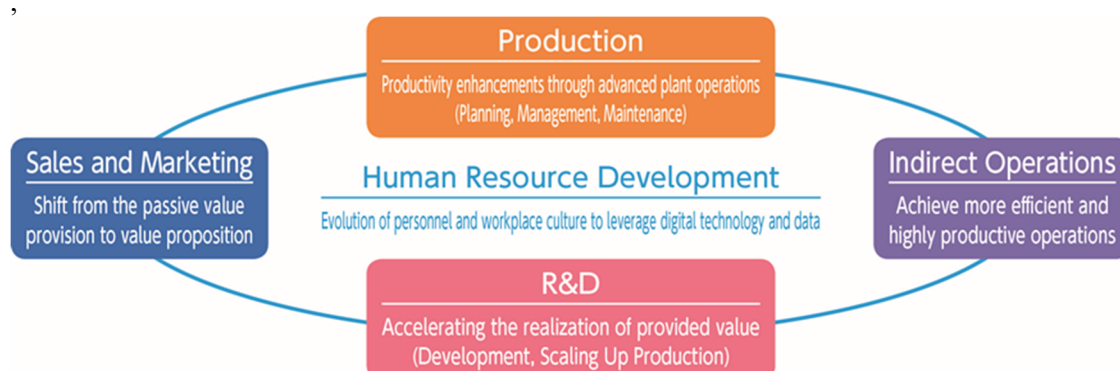 ,
Production
Productivity enhancements through advanced plant operations
(Planning, Management, Maintenance)
Sales and Marketing
Shift from the passive value
provision to value proposition
Human Resource Development
Evolution of personnel and workplace culture to leverage digital technology and data
Indirect Operations
Achieve more efficient and
highly productive operations
R&D
Accelerating the realization of provided value
(Development, Scaling Up Production)